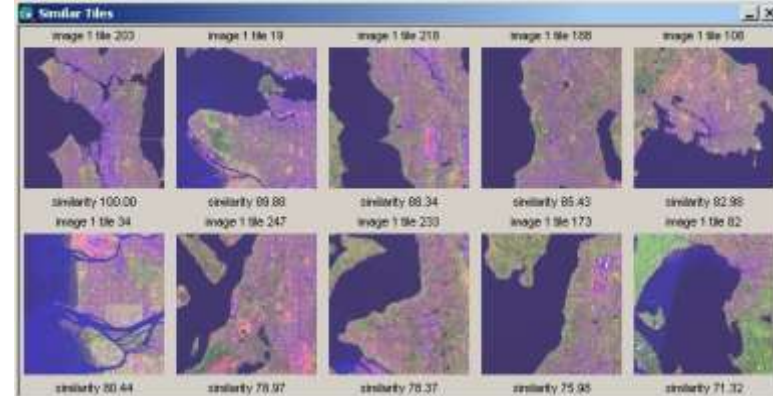 Similar Tiles
image 1 tile 203 image 1 tile 19 image 1 tile 218 image 1 tile 188 image 1 tile 108
similarity 100.00 similarity 89.88 similarity 88.34 similarity 85.43 similarity 82.98
image 1 tile 34 image 1 tile 247 image 1 tile 233 image 1 tile 173 image 1 tile 82
similarity 80.44 similarity 78.97 similarity 78.37 similarity 75.98 similarity 71.32